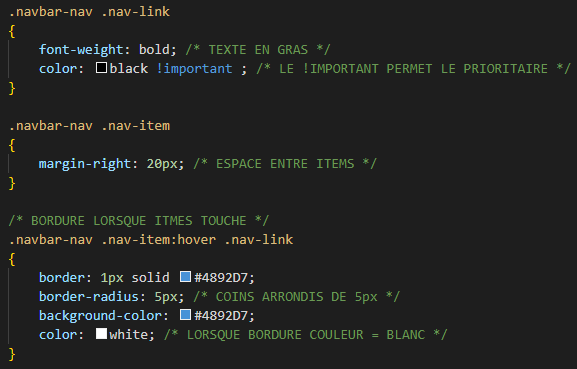 .navbar-nav .nav-link
{
font-weight: bold; /* TEXTE EN GRAS */
color: black !important ; /* LE !IMPORTANT PERMET LE PRIORITAIRE */
}
.navbar-nav .nav-item
{
margin-right: 20px; /* ESPACE ENTRE ITEMS */
}
/* BORDURE LORSQUE ITMES TOUCHE */
.navbar-nav .nav-item:hover .nav-link
{
border: 1px solid #4892D7;
border-radius: 5px; /* COINS ARRONDIS DE 5px */
background-color: #4892D7;
color: white; /* LORSQUE BORDURE COULEUR = BLANC */
}